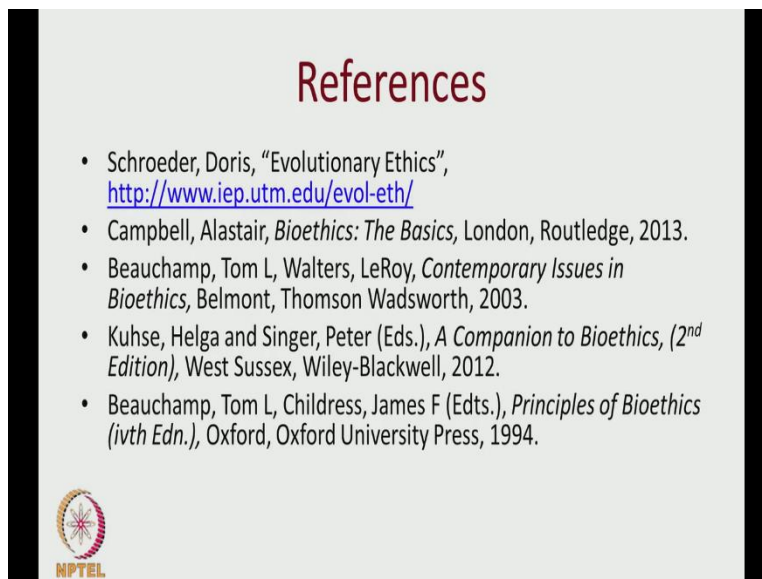 References
• Schroeder, Doris, “Evolutionary Ethics”,
http://www.iep.utm.edu/evol-eth/
• Campbell, Alastair, Bioethics: The Basics, London, Routledge, 2013.
• Beauchamp, Tom L, Walters, LeRoy, Contemporary Issues in
Bioethics, Belmont, Thomson Wadsworth, 2003.
• Kuhse, Helga and Singer, Peter (Eds.), A Companion to Bioethics, (2nd
Edition), West Sussex, Wiley-Blackwell, 2012.
• Beauchamp, Tom L, Childress, James F (Edts.), Principles of Bioethics
(ivth Edn.), Oxford, Oxford University Press, 1994.
NPTEL